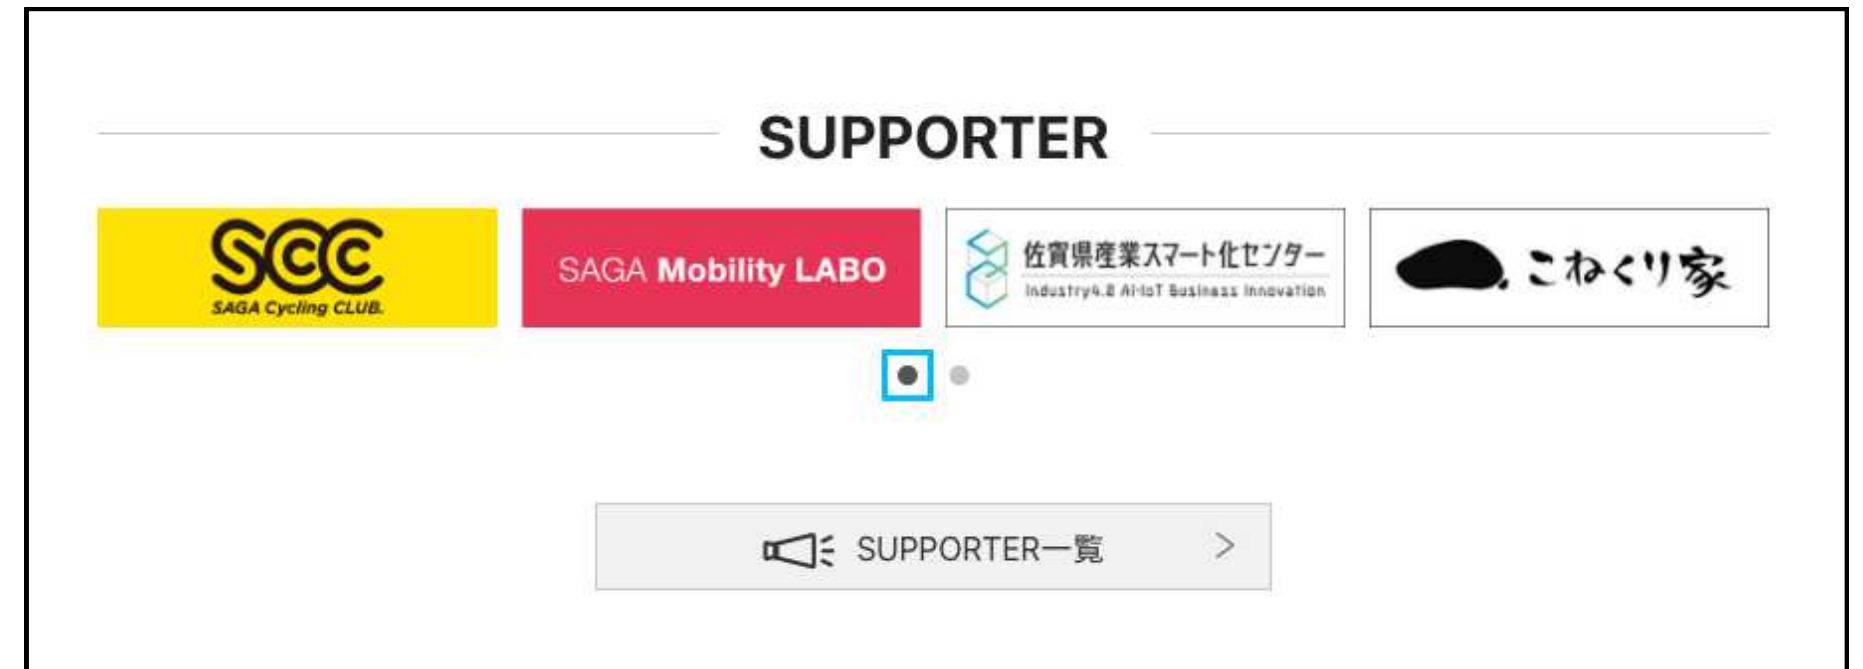 SUPPORTER
SCC
SAGA Cycling CLUB.
SAGA Mobility LABO
佐賀県産業スマート化センター
Industry4.0 AI・IoT Business Innovation
こねくり家
SUPPORTER一覧